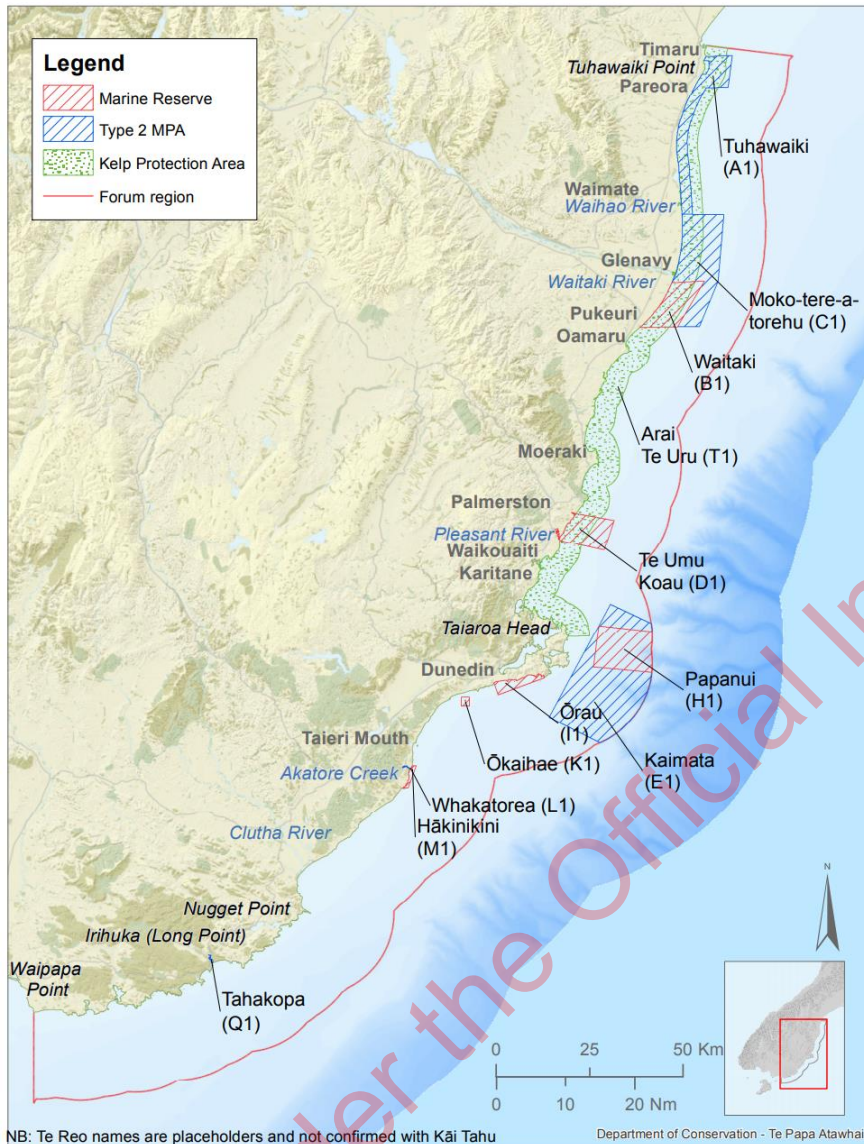 Legend
Marine Reserve
Type 2 MPA
Kelp Protection Area
Forum region
Timaru
Tuhawaiki Point
Pareora
Tuhawaiki
(A1)
Waimate
Waihao River
Glenavy
Waitaki River
Moko-tere-a-
torehu (C1)
Pukeuri
Oamaru
Waitaki
(B1)
Arai
Te Uru (T1)
Moeraki
Palmerston
Pleasant River
Waikouaiti
Karitane
Te Umu
Koau (D1)
Taiaroa Head
Dunedin
Papanui
(H1)
Ōrau
(I1)
Taieri Mouth
Ōkaihae (K1)
Kaimata
(E1)
Akatore Creek
Whakatorea (L1)
Hākinikini
(M1)
Clutha River
Nugget Point
Irihuka (Long Point)
Waipapa
Point
Tahakopa
(Q1)
N
0 25 50 Km
0 10 20 Nm
der the Official In
NB: Te Reo names are placeholders and not confirmed with Kāi Tahu
Department of Conservation - Te Papa Atawhai